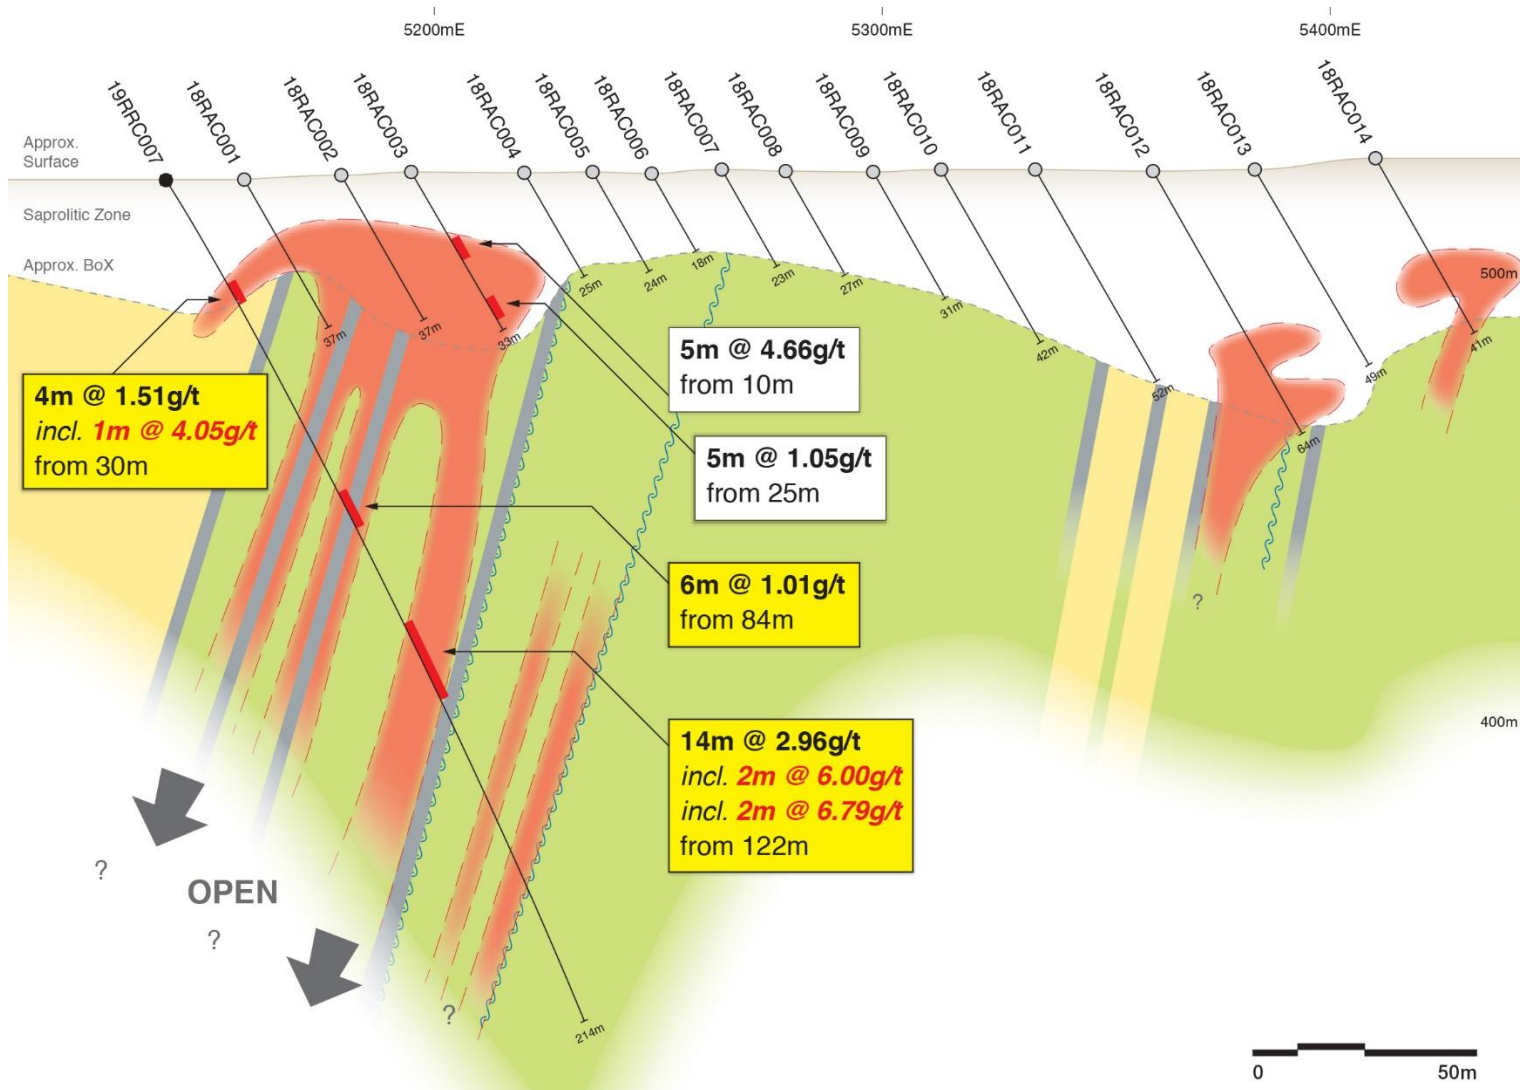 5200mE
5300mE
5400mE
19RRC007
18RAC001
18RAC002
18RAC003
18RAC004
18RAC005
18RAC006
18RAC007
18RAC008
18RAC009
18RAC010
18RAC011
18RAC012
18RAC013
18RAC014
Approx.
Surface
Saprolitic Zone
Approx. BoX
500m
400m
37m
37m
33m
25m
24m
18m
23m
27m
31m
42m
52m
64m
49m
41m
214m
4m @ 1.51g/t
incl. 1m @ 4.05g/t
from 30m
5m @ 4.66g/t
from 10m
5m @ 1.05g/t
from 25m
6m @ 1.01g/t
from 84m
14m @ 2.96g/t
incl. 2m @ 6.00g/t
incl. 2m @ 6.79g/t
from 122m
?
?
OPEN
?
?
0 50m